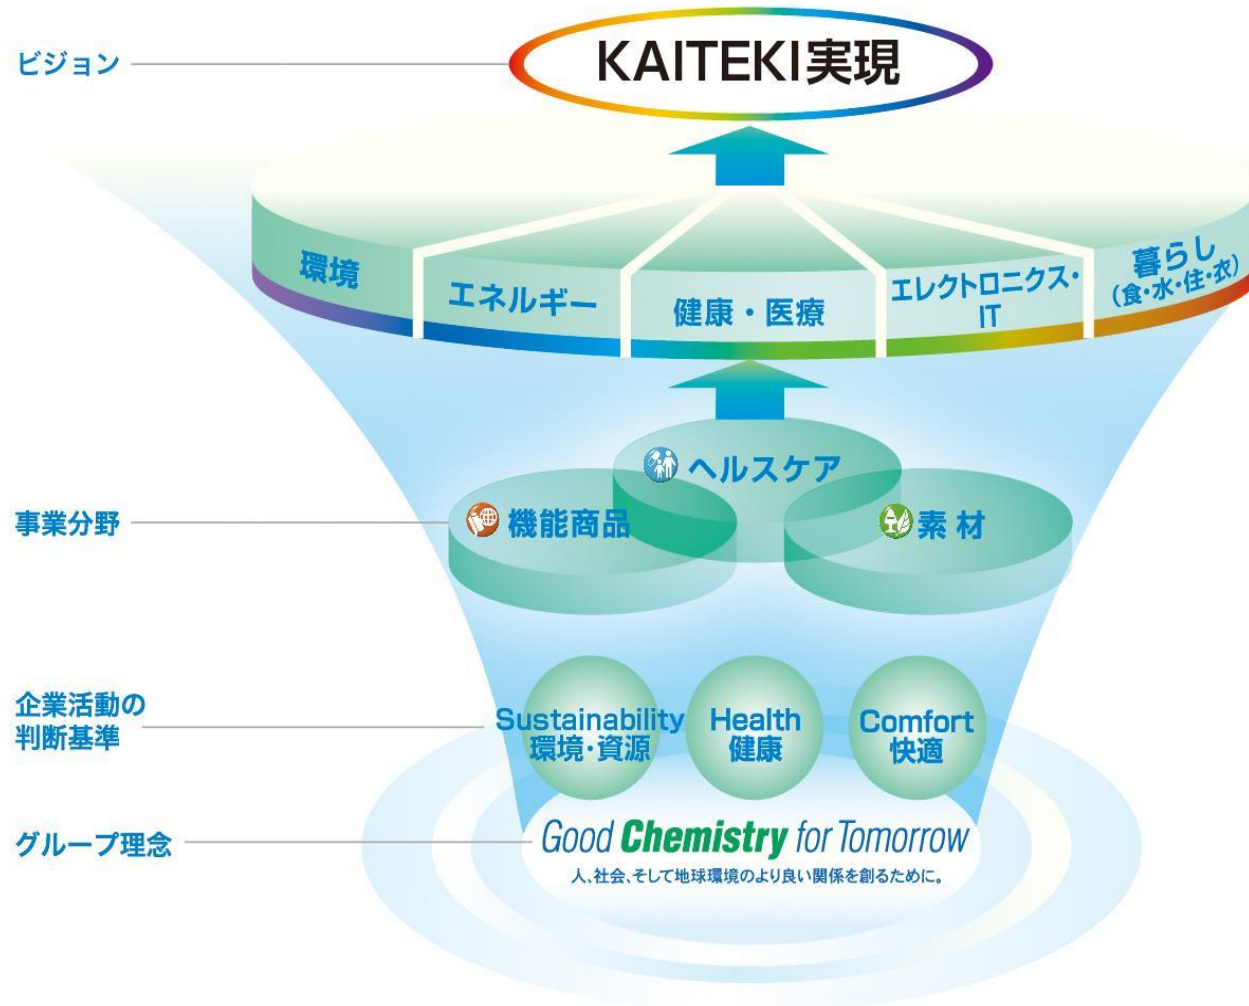 ビジョン
KAITEKI実現
環境
エネルギー
健康・医療
エレクトロニクス・
IT
暮らし
(食・水・住・衣)
ヘルスケア
事業分野
機能商品
素材
企業活動の
判断基準
Sustainability
環境・資源
Health
健康
Comfort
快適
グループ理念
Good Chemistry for Tomorrow
人、社会、そして地球環境のより良い関係を創るために。